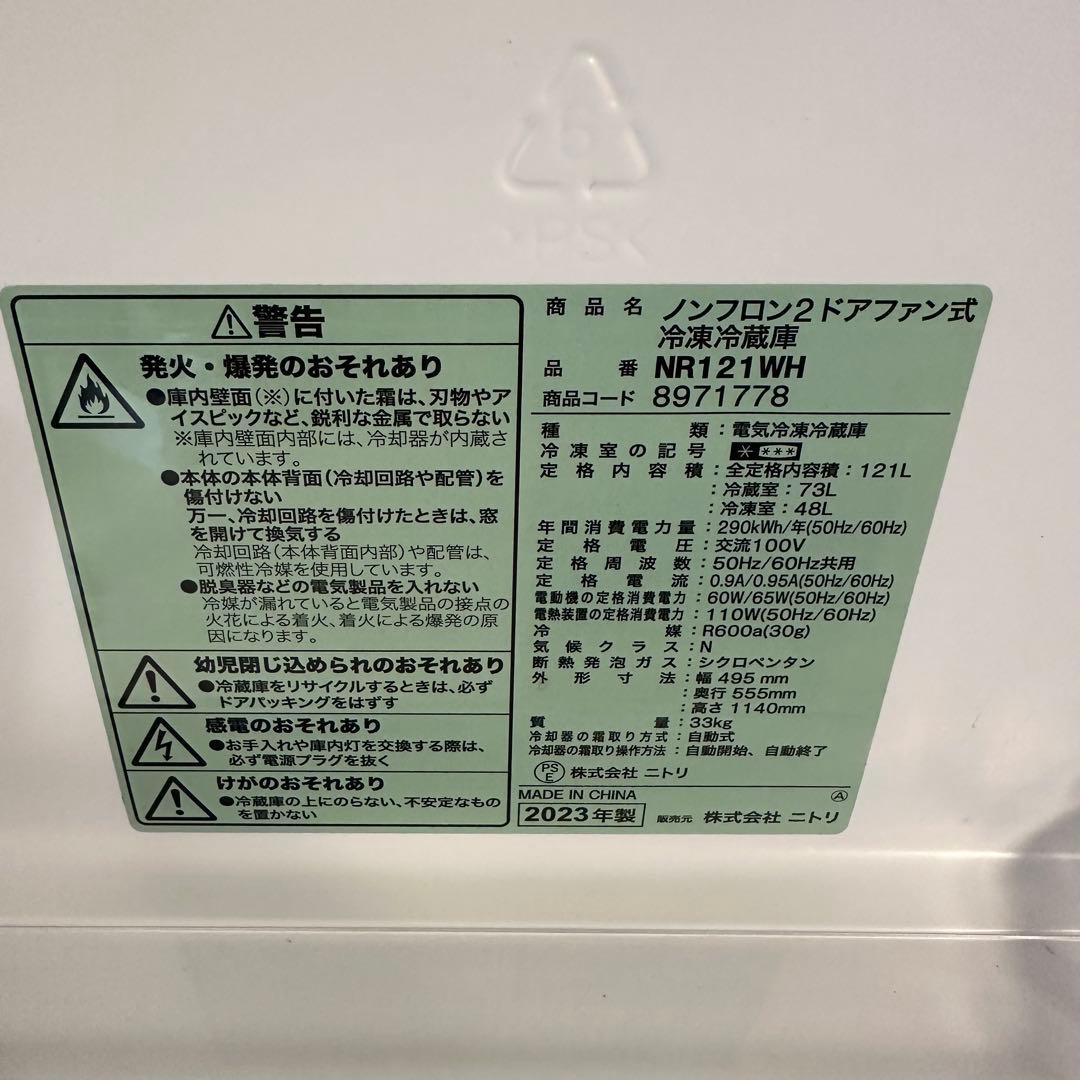 6
>PS<
警告
発火・爆発のおそれあり
●庫内壁面(※)に付いた霜は、刃物やア
イスピックなど、鋭利な金属で取らない
※庫内壁面内部には、冷却器が内蔵さ
れています。
●本体の本体背面(冷却回路や配管)を
傷付けない
万一、冷却回路を傷付けたときは、窓
を開けて換気する
冷却回路(本体背面内部)や配管は、
可燃性冷媒を使用しています。
●脱臭器などの電気製品を入れない
冷媒が漏れていると電気製品の接点の
火花による着火、着火による爆発の原
因になります。
幼児閉じ込められのおそれあり
●冷蔵庫をリサイクルするときは、必ず
ドアパッキングをはずす
感電のおそれあり
●お手入れや庫内灯を交換する際は、
必ず電源プラグを抜く
けがのおそれあり
●冷蔵庫の上にのらない、不安定なもの
を置かない
商品名 ノンフロン2ドアファン式
冷凍冷蔵庫
品番 NR121WH
商品コード 8971778
種類:電気冷凍冷蔵庫
冷凍室の記号 * ***
定格内容積:全定格内容積:121L
:冷蔵室:73L
:冷凍室:48L
年間消費電力量:290kWh/年(50Hz/60Hz)
定格電圧:交流100V
定格周波数:50Hz/60Hz共用
定格電流:0.9A/0.95A(50Hz/60Hz)
電動機の定格消費電力:60W/65W(50Hz/60Hz)
電熱装置の定格消費電力:110W(50Hz/60Hz)
冷媒:R600a(30g)
気候クラス:N
断熱発泡ガス:シクロペンタン
外形寸法:幅 495 mm
:奥行 555mm
:高さ 1140mm
質量:33kg
冷却器の霜取り方式:自動式
冷却器の霜取り操作方法:自動開始、自動終了
PSE 株式会社 ニトリ
MADE IN CHINA Ⓐ
2023年製 販売元 株式会社 ニトリ